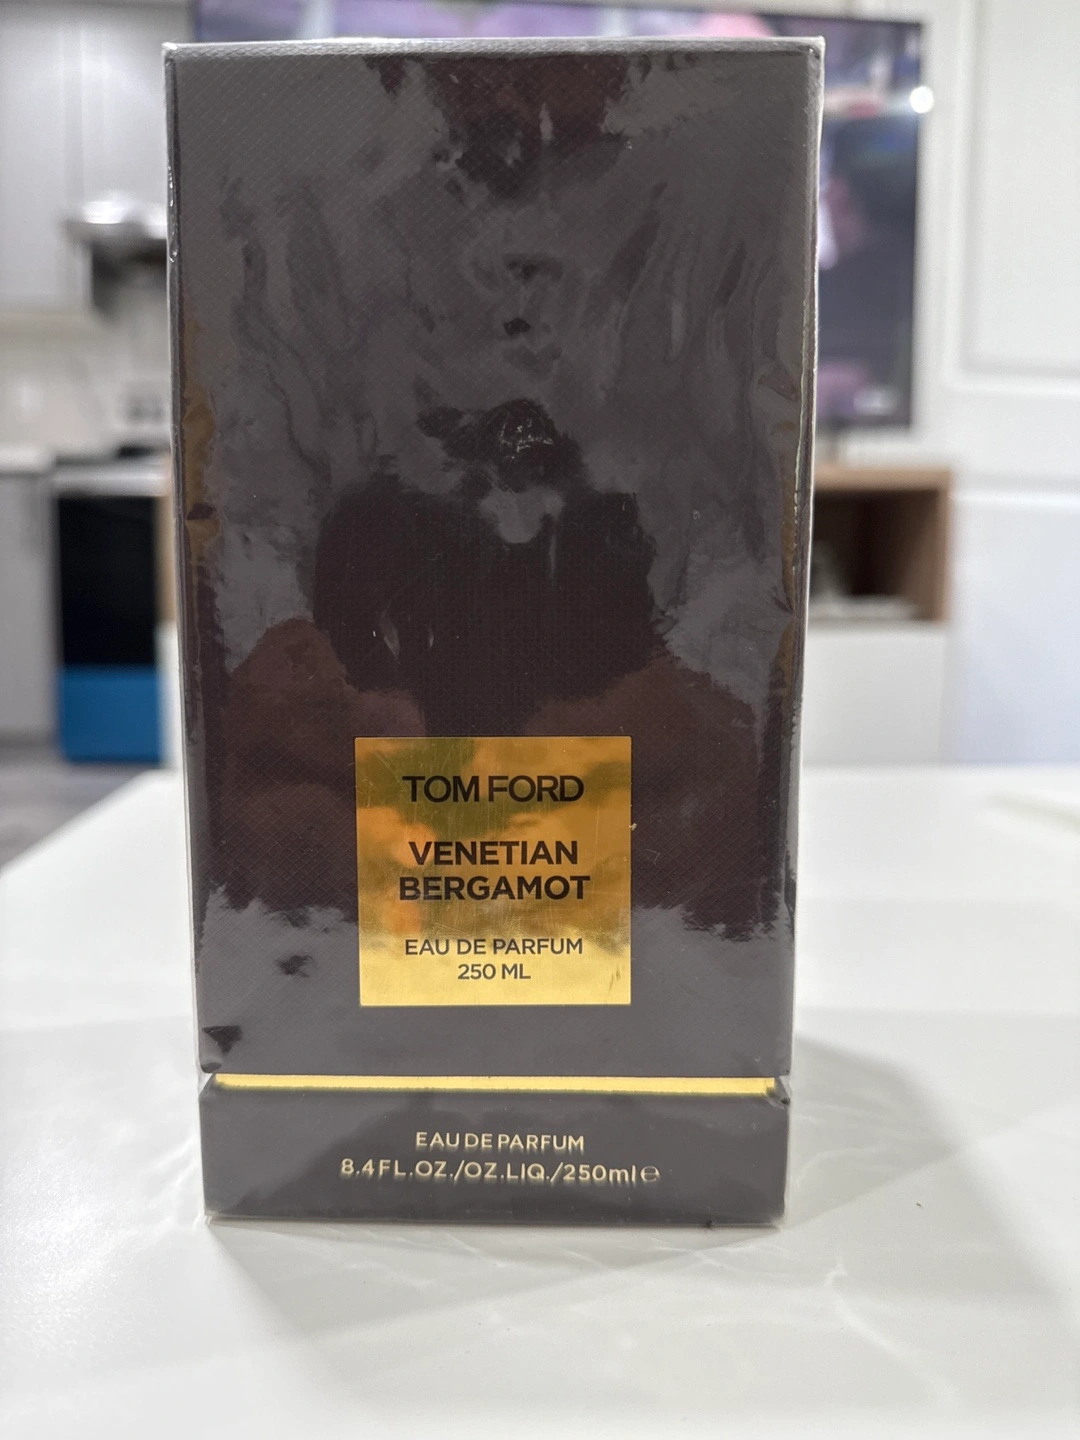 TOM FORD
VENETIAN
BERGAMOT
EAU DE PARFUM
250 ML
EAU DE PARFUM
8.4FL.OZ./OZ.LIQ./250ml℮